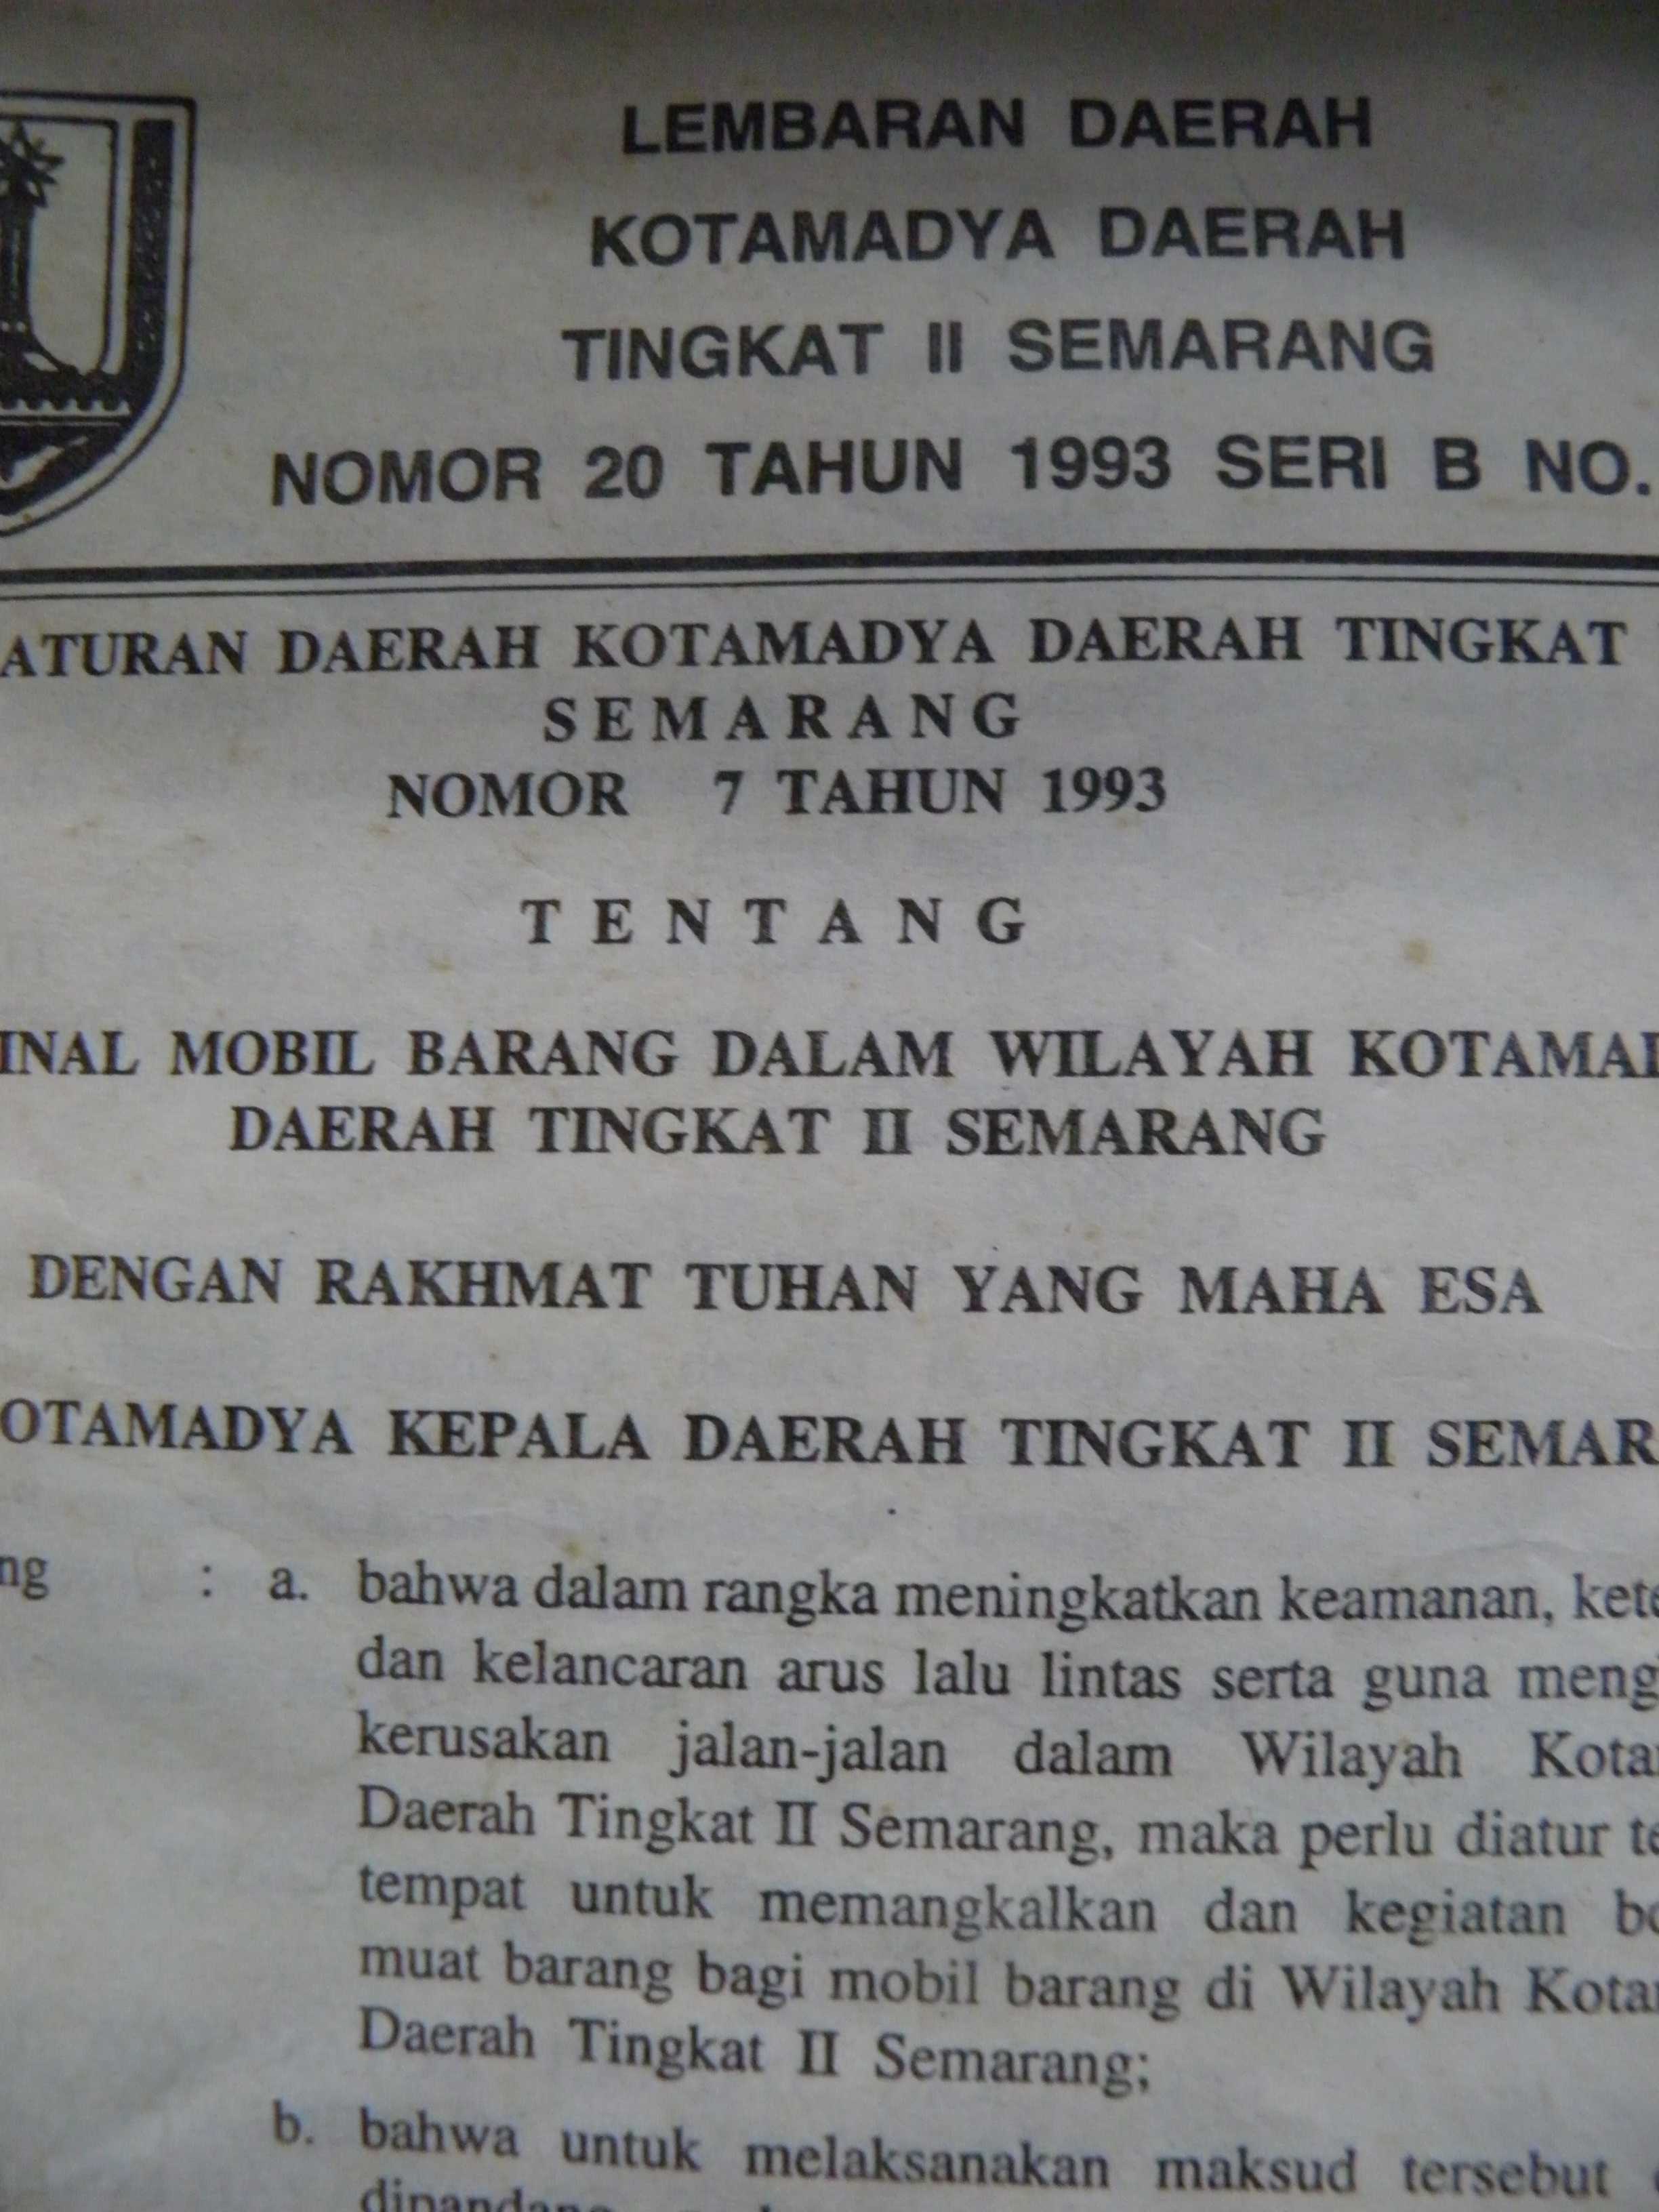 LEMBARAN DAERAH
KOTAMADYA DAERAH
TINGKAT II SEMARANG
NOMOR 20 TAHUN 1993 SERI B NO.
ATURAN DAERAH KOTAMADYA DAERAH TINGKAT
SEMARANG
NOMOR 7 TAHUN 1993
TENTANG
INAL MOBIL BARANG DALAM WILAYAH KOTAMAD
DAERAH TINGKAT II SEMARANG
DENGAN RAKHMAT TUHAN YANG MAHA ESA
OTAMADYA KEPALA DAERAH TINGKAT II SEMAR
ng : a. bahwa dalam rangka meningkatkan keamanan, kete
dan kelancaran arus lalu lintas serta guna meng
kerusakan jalan-jalan dalam Wilayah Kota
Daerah Tingkat II Semarang, maka perlu diatur te
tempat untuk memangkalkan dan kegiatan bo
muat barang bagi mobil barang di Wilayah Kota
Daerah Tingkat II Semarang;
b. bahwa untuk melaksanakan maksud tersebut